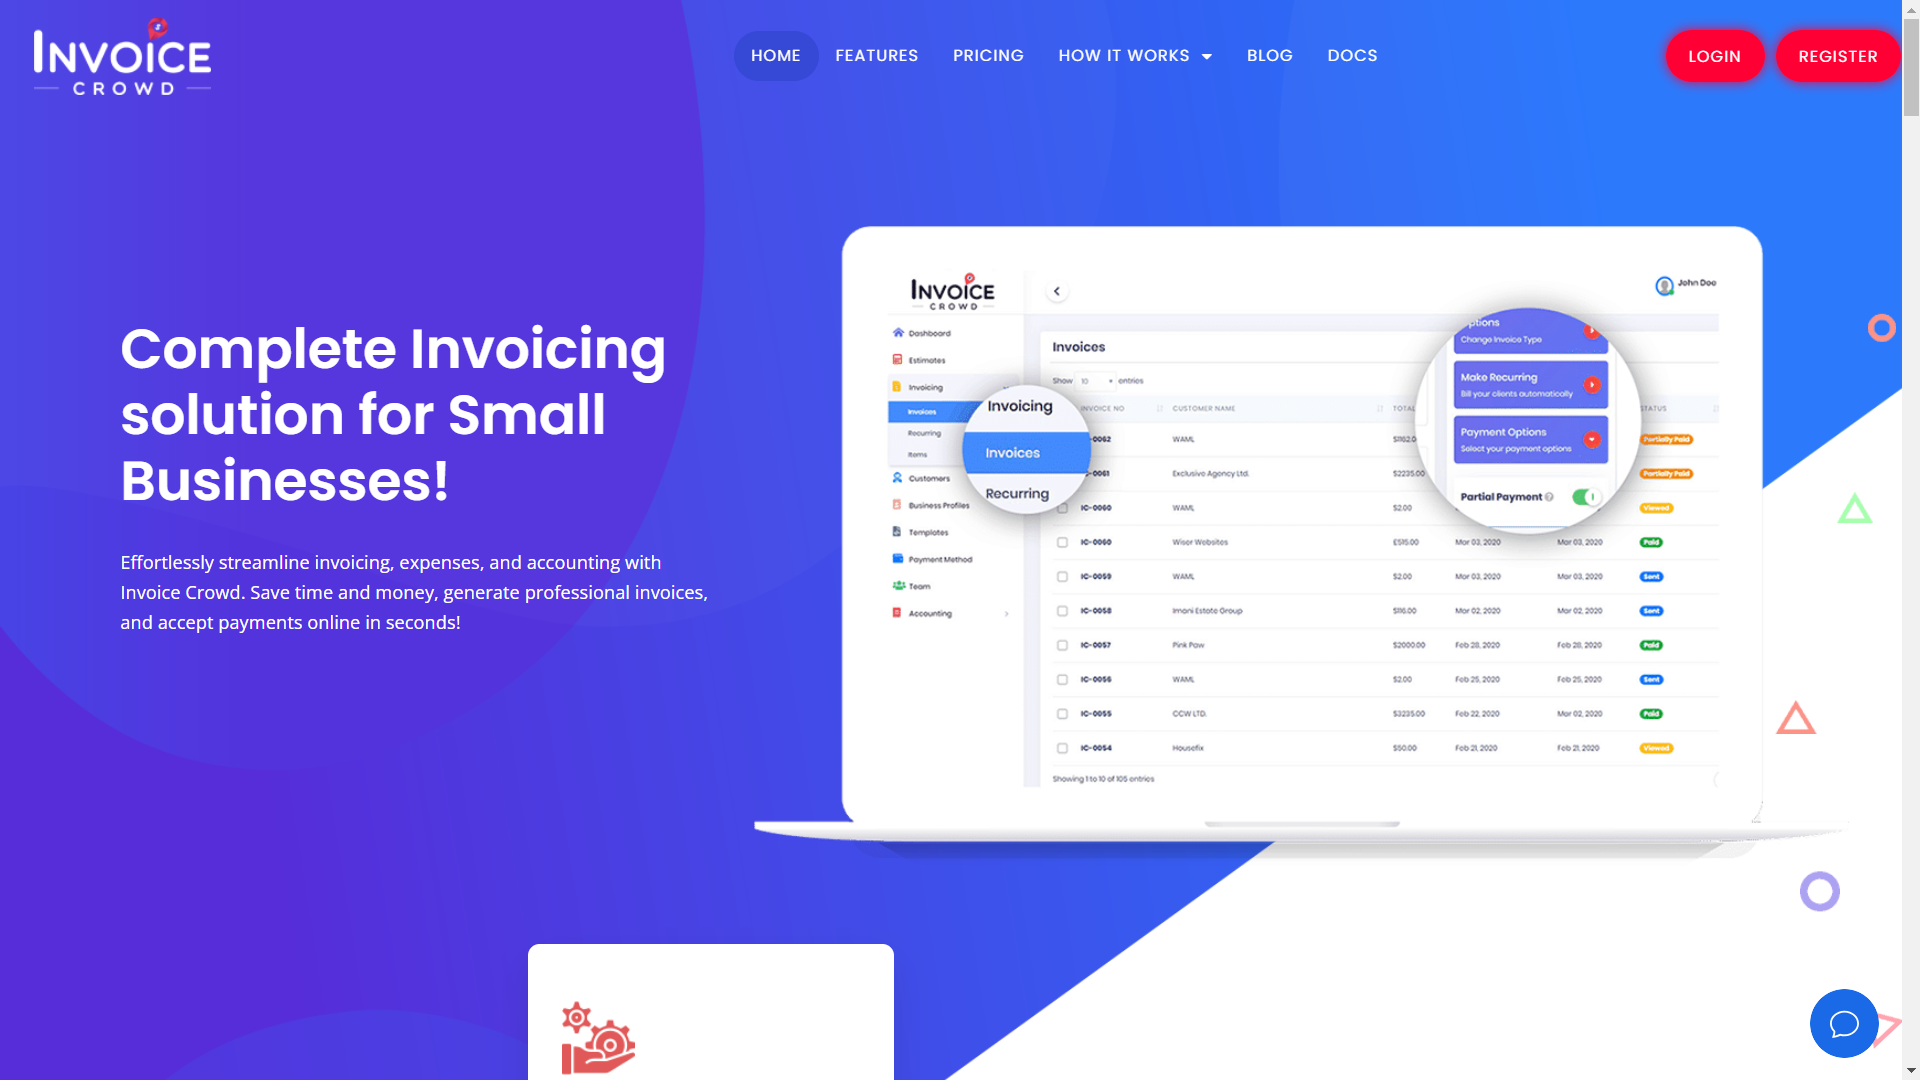 INVOICE
CROWD
HOME
FEATURES
PRICING
HOW IT WORKS
BLOG
DOCS
LOGIN
REGISTER
Complete Invoicing
solution for Small
Businesses!
Effortlessly streamline invoicing, expenses, and accounting with
Invoice Crowd. Save time and money, generate professional invoices,
and accept payments online in seconds!
INVOICE
CROWD
John Doe
Dashboard
Estimates
Invoicing
Invoices
Recurring
Items
Customers
Business Profiles
Templates
Payment Method
Team
Accounting
Invoicing
Invoices
Recurring
Invoices
Show 10 entries
INVOICE NO CUSTOMER NAME TOTAL STATUS
-0062 WAML $1162.0 Partially Paid
-0061 Exclusive Agency Ltd. $2235.00 Partially Paid
IC-0060 WAML $2.00 Viewed
IC-0060 Wiser Websites £515.00 Mar 03, 2020 Mar 03, 2020 Paid
IC-0059 WAML $2.00 Mar 03, 2020 Mar 03, 2020 Sent
IC-0058 Imani Estate Group $116.00 Mar 02, 2020 Mar 02, 2020 Sent
IC-0057 Pink Paw $2000.00 Feb 28, 2020 Feb 28, 2020 Paid
IC-0056 WAML $2.00 Feb 25, 2020 Feb 25, 2020 Sent
IC-0055 CCW LTD. $3235.00 Feb 22, 2020 Mar 02, 2020 Paid
IC-0054 Housefix $50.00 Feb 21, 2020 Feb 21, 2020 Viewed
Showing 1 to 10 of 105 entries
ptions
Change Invoice Type
Make Recurring
Bill your clients automatically
Payment Options
Select your payment options
Partial Payment